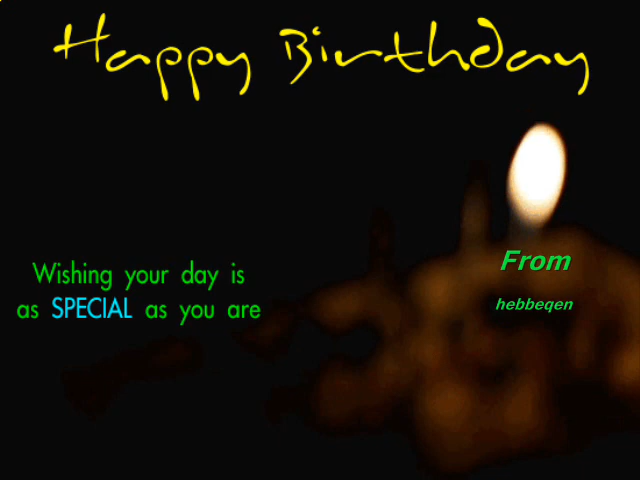 Happy Birthday
Wishing your day is
as SPECIAL as you are
From
hebbeqen